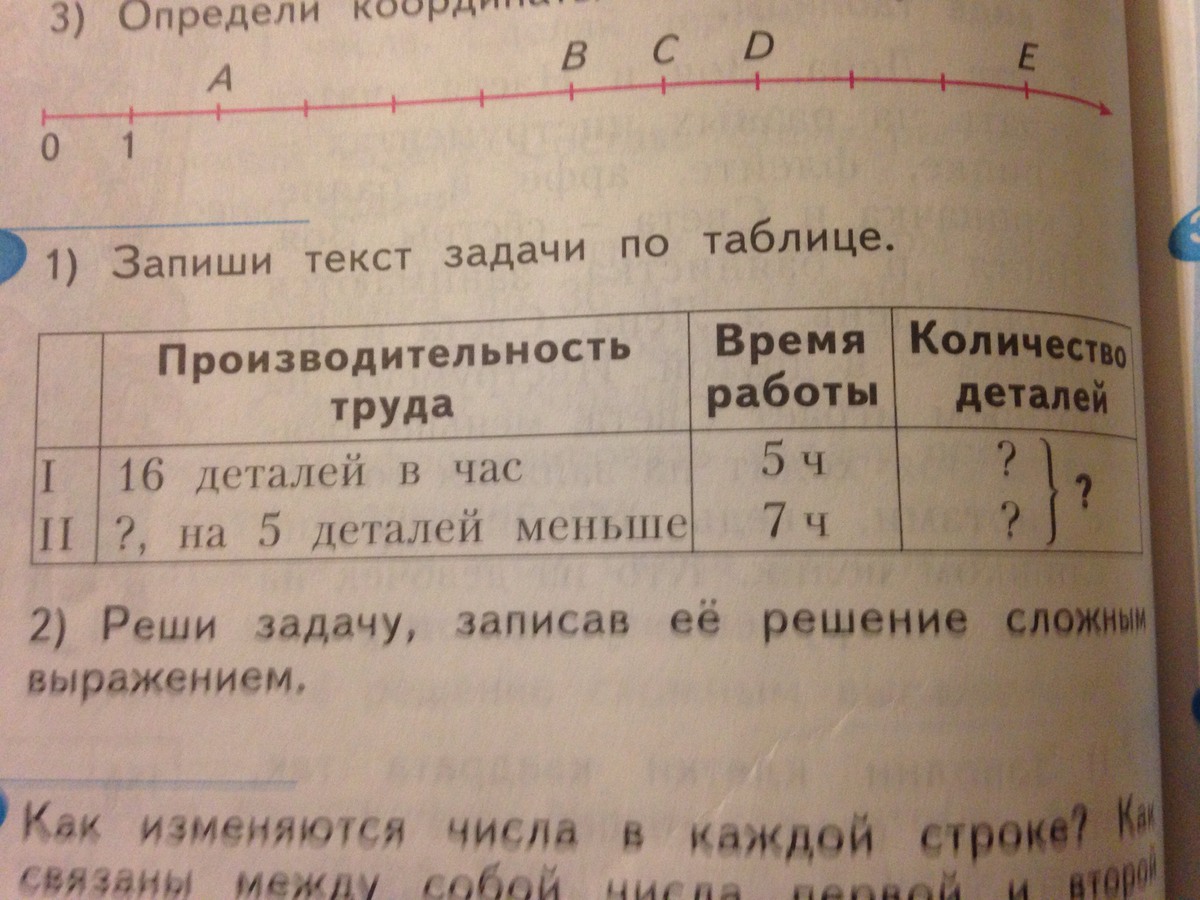 3) Определи
A B C D E
0 1
1) Запиши текст задачи по таблице.
Производительность труда Время работы Количество деталей
I 16 деталей в час 5 ч ? ?
II ?, на 5 деталей меньше 7 ч ?
2) Реши задачу, записав её решение сложным
выражением.
Как изменяются числа в каждой строке? Как
связаны между собой числа первой и второй